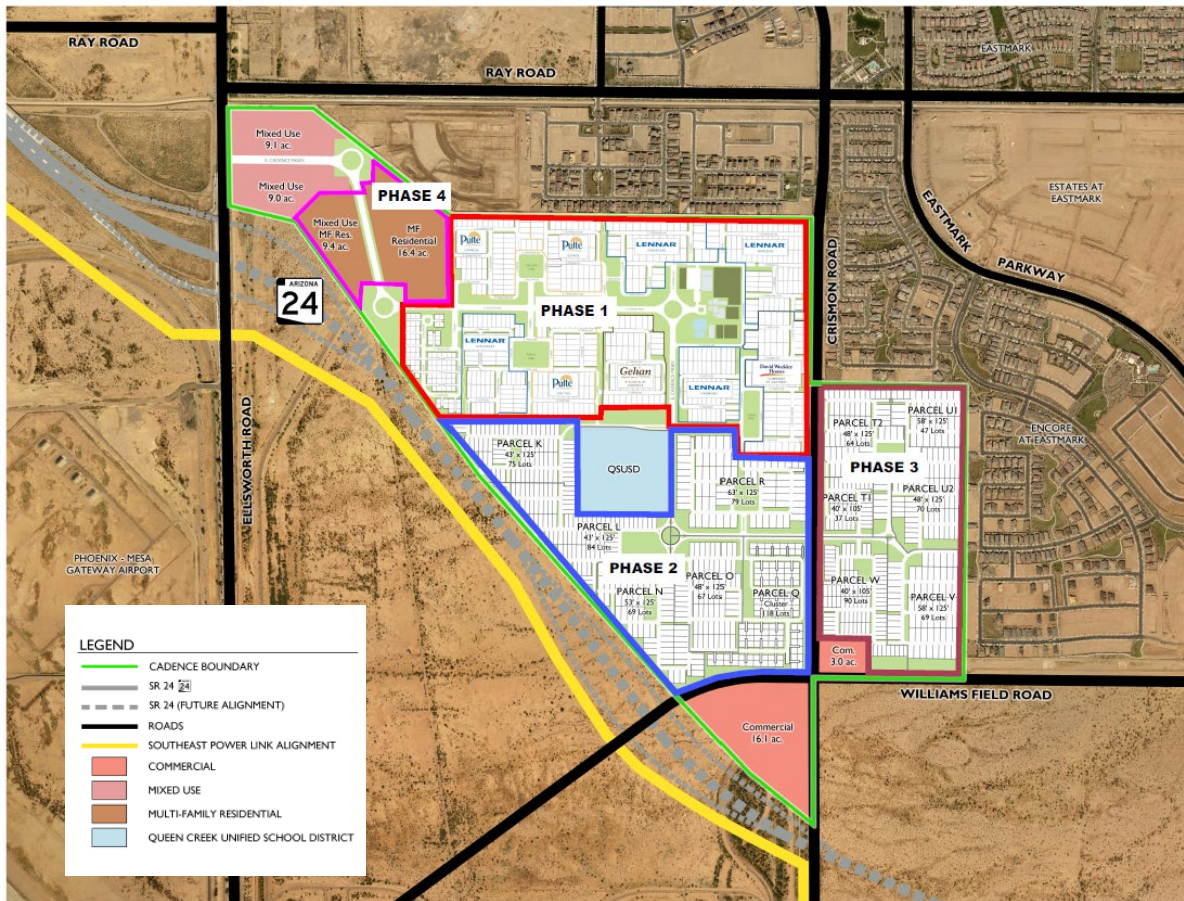 RAY ROAD
RAY ROAD
EASTMARK
Mixed Use
9.1 ac.
Mixed Use
9.0 ac.
PHASE 4
Mixed Use
MF Res.
9.4 ac.
MF
Residential
16.4 ac.
ESTATES AT
EASTMARK
EASTMARK
PARKWAY
CRISMON ROAD
ARIZONA
24
Pulte
Pulte
LENNAR
LENNAR
PHASE 1
LENNAR
Pulte
Gehan
LENNAR
David Weekley
Homes
ELLSWORTH ROAD
PARCEL K
43' x 125'
75 Lots
QSUSD
PARCEL R
63' x 125'
79 Lots
PARCEL L
43' x 125'
84 Lots
PHASE 2
PARCEL N
53' x 125'
69 Lots
PARCEL O
48' x 125'
67 Lots
PARCEL Q
Cluster
118 Lots
PARCEL T2
48' x 125'
64 Lots
PARCEL U1
58' x 125'
47 Lots
PHASE 3
PARCEL T1
40' x 105'
37 Lots
PARCEL U2
48' x 125'
70 Lots
PARCEL W
40' x 105'
90 Lots
PARCEL V
58' x 125'
69 Lots
ENCORE
AT EASTMARK
Com.
3.0 ac.
WILLIAMS FIELD ROAD
Commercial
16.1 ac.
PHOENIX - MESA
GATEWAY AIRPORT
LEGEND
CADENCE BOUNDARY
SR 24 24
SR 24 (FUTURE ALIGNMENT)
ROADS
SOUTHEAST POWER LINK ALIGNMENT
COMMERCIAL
MIXED USE
MULTI-FAMILY RESIDENTIAL
QUEEN CREEK UNIFIED SCHOOL DISTRICT